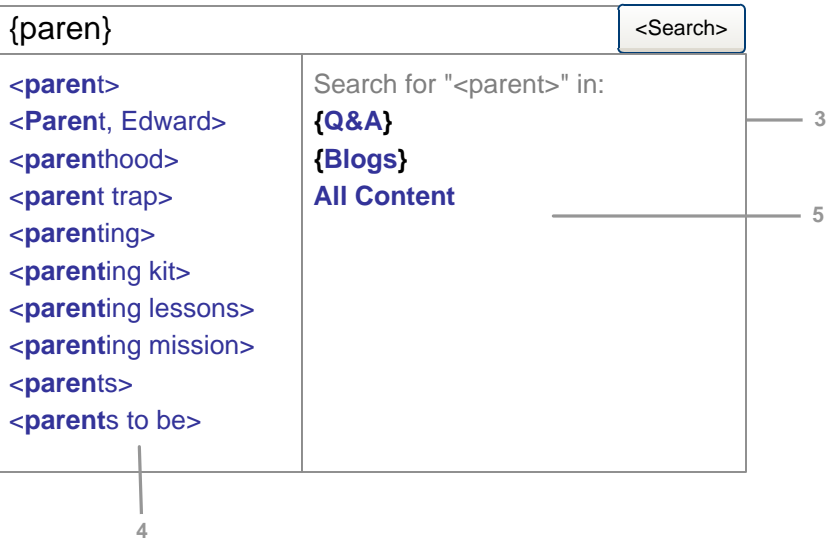 {paren}
<Search>
<parent>
<Parent, Edward>
<parenthood>
<parent trap>
<parenting>
<parenting kit>
<parenting lessons>
<parenting mission>
<parents>
<parents to be>
Search for "<parent>" in:
{Q&A}
{Blogs}
All Content
3
5
4